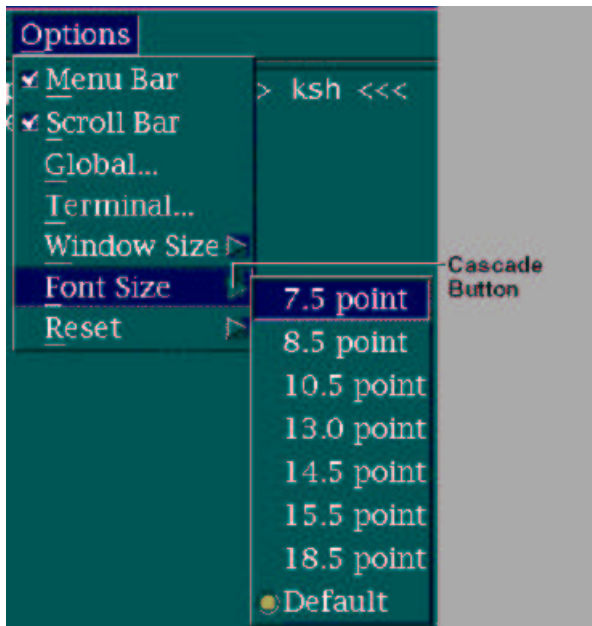 Options
Menu Bar
> ksh <<<
Scroll Bar
Global...
Terminal...
Window Size
Font Size
Reset
Cascade
Button
7.5 point
8.5 point
10.5 point
13.0 point
14.5 point
15.5 point
18.5 point
Default